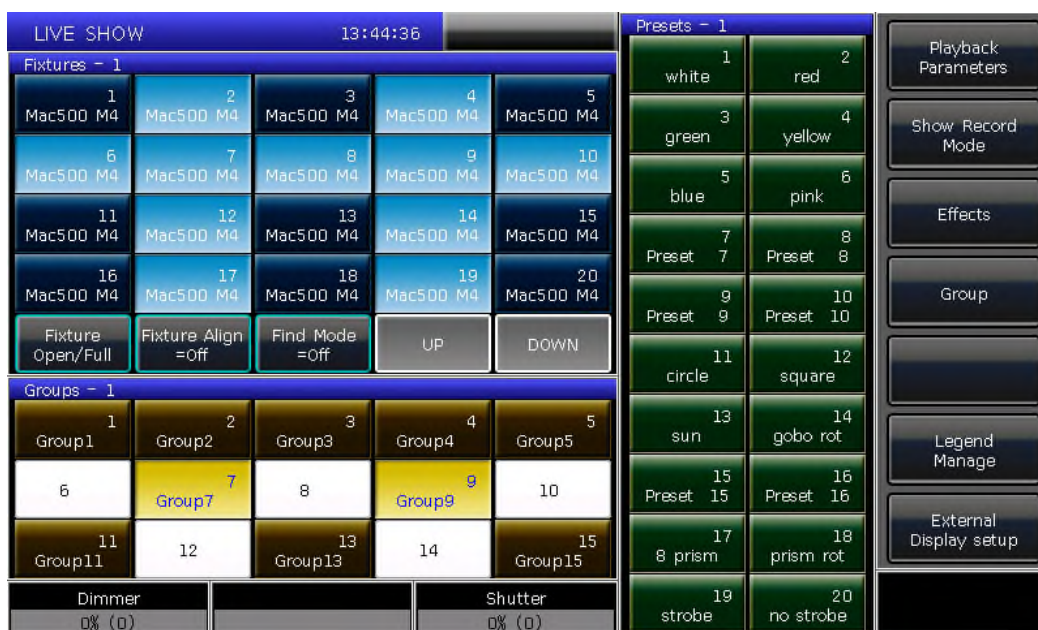 LIVE SHOW 13:44:36
Fixtures - 1
1 2 3 4 5
Mac500 M4 Mac500 M4 Mac500 M4 Mac500 M4 Mac500 M4
6 7 8 9 10
Mac500 M4 Mac500 M4 Mac500 M4 Mac500 M4 Mac500 M4
11 12 13 14 15
Mac500 M4 Mac500 M4 Mac500 M4 Mac500 M4 Mac500 M4
16 17 18 19 20
Mac500 M4 Mac500 M4 Mac500 M4 Mac500 M4 Mac500 M4
Fixture Fixture Align Find Mode UP DOWN
Open/Full =Off =Off
Groups - 1
1 2 3 4 5
Group1 Group2 Group3 Group4 Group5
6 7 8 9 10
Group7 Group9
11 12 13 14 15
Group11 Group13 Group15
Dimmer Shutter
0% (0) 0% (0)
Presets - 1
1 2
white red
3 4
green yellow
5 6
blue pink
7 8
Preset 7 Preset 8
9 10
Preset 9 Preset 10
11 12
circle square
13 14
sun gobo rot
15 16
Preset 15 Preset 16
17 18
8 prism prism rot
19 20
strobe no strobe
Playback
Parameters
Show Record
Mode
Effects
Group
Legend
Manage
External
Display setup